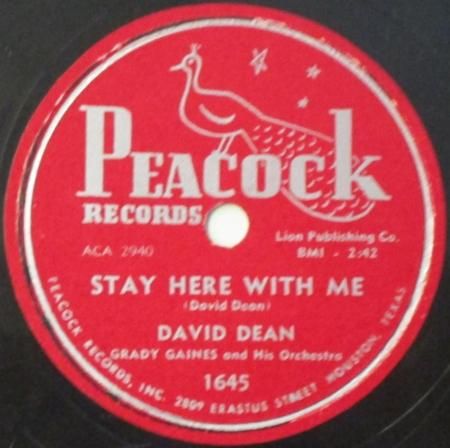 PEACOCK
RECORDS
ACA 2940
Lion Publishing Co.
BMI - 2:42
STAY HERE WITH ME
(David Dean)
DAVID DEAN
GRADY GAINES and His Orchestra
1645
PEACOCK RECORDS, INC. 2809 ERASTUS STREET HOUSTON, TEXAS